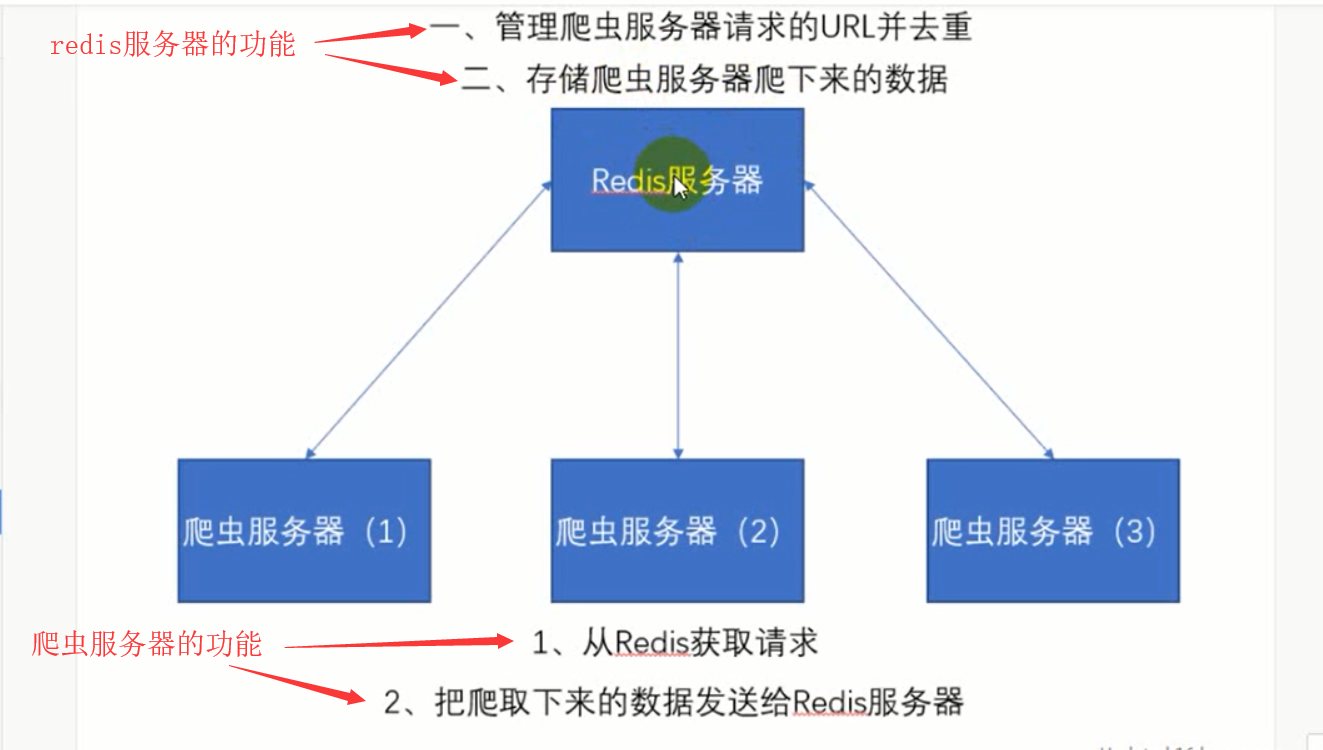 一、管理爬虫服务器请求的URL并去重
redis服务器的功能
二、存储爬虫服务器爬下来的数据
Redis服务器
爬虫服务器（1）
爬虫服务器（2）
爬虫服务器（3）
爬虫服务器的功能
1、从Redis获取请求
2、把爬取下来的数据发送给Redis服务器